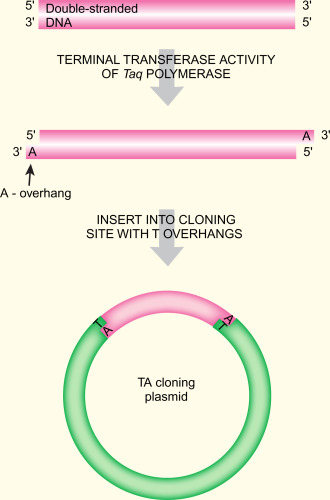 5' Double-stranded 3'
3' DNA 5'
TERMINAL TRANSFERASE ACTIVITY
OF Taq POLYMERASE
5' A 3'
3' A 5'
A - overhang
INSERT INTO CLONING
SITE WITH T OVERHANGS
T A
A T
TA cloning
plasmid